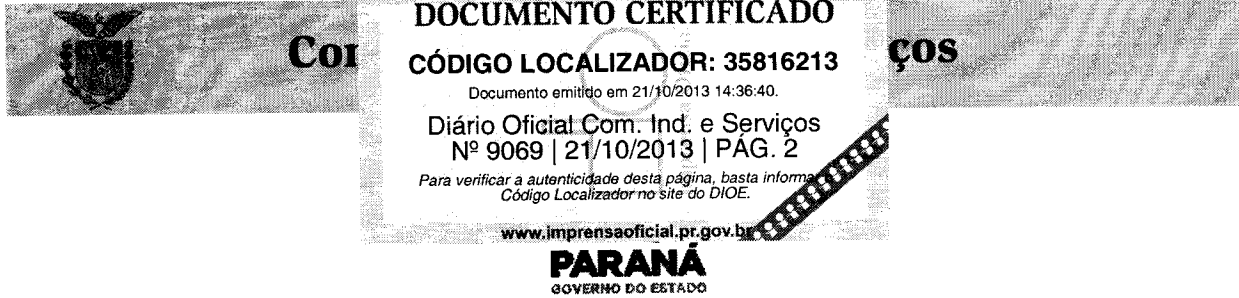 DOCUMENTO CERTIFICADO
Co ços
CÓDIGO LOCALIZADOR: 35816213
Documento emitido em 21/10/2013 14:36:40.
Diário Oficial Com. Ind. e Serviços
Nº 9069 | 21/10/2013 | PÁG. 2
Para verificar a autenticidade desta página, basta informa
Código Localizador no site do DIOE.
www.imprensaoficial.pr.gov.br
PARANÁ
GOVERNO DO ESTADO